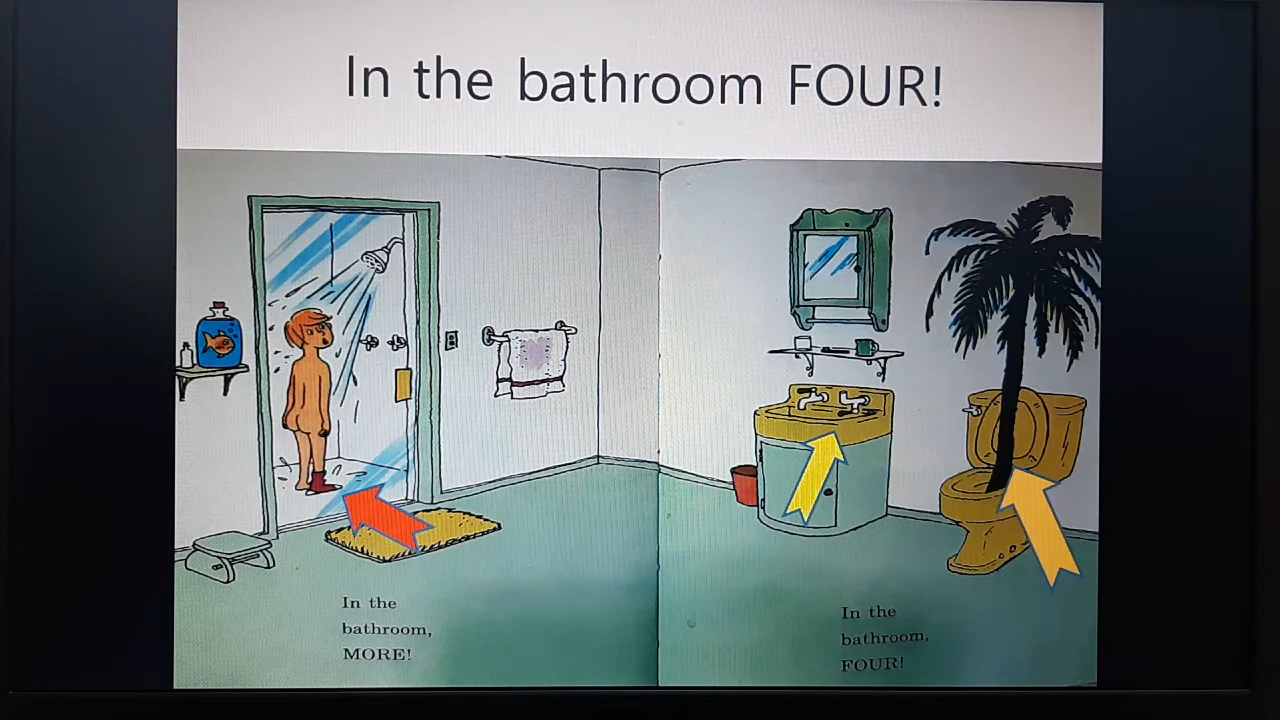 In the bathroom FOUR!
In the
bathroom,
MORE!
In the
bathroom,
FOUR!